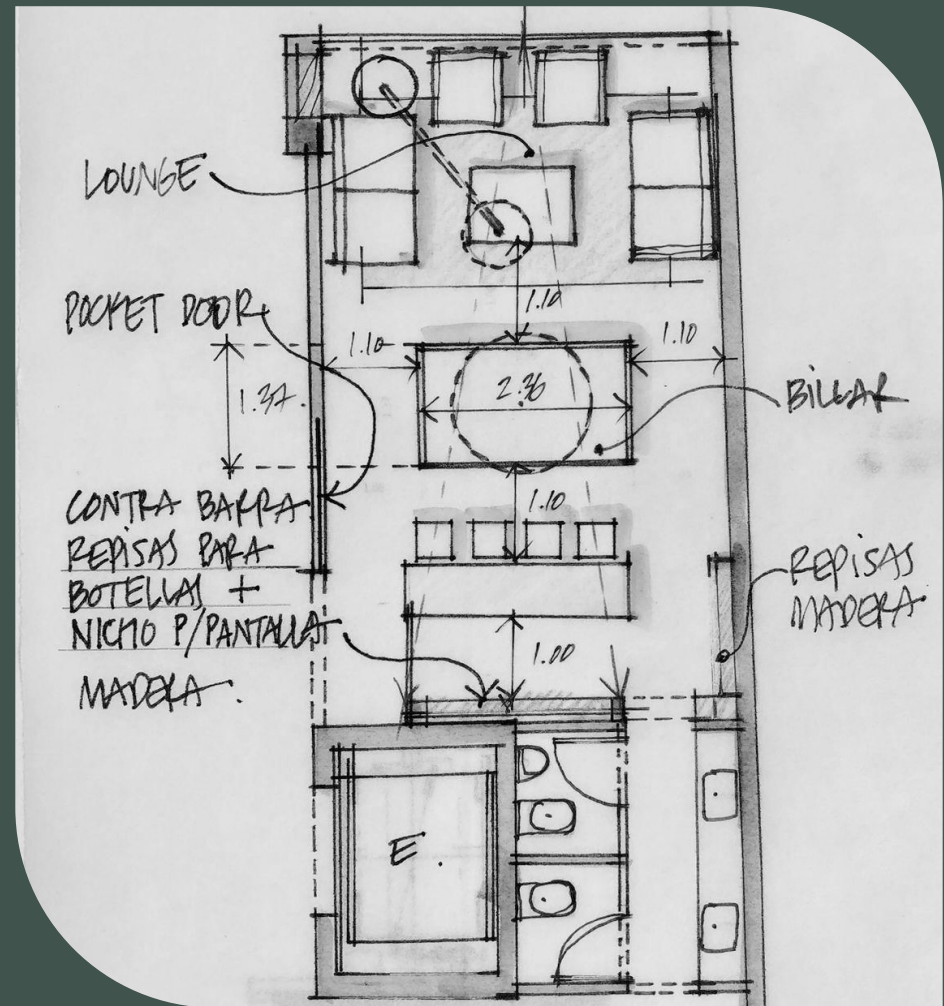 LOUNGE
1.10
POCKET DOOR
1.10
1.10
1.37
2.36
BILLAR
CONTRA BARRA
REPISAS PARA
BOTELLAS +
NICHO P/PANTALLA
MADERA.
1.10
REPISAS
MADERA
1.00
E.